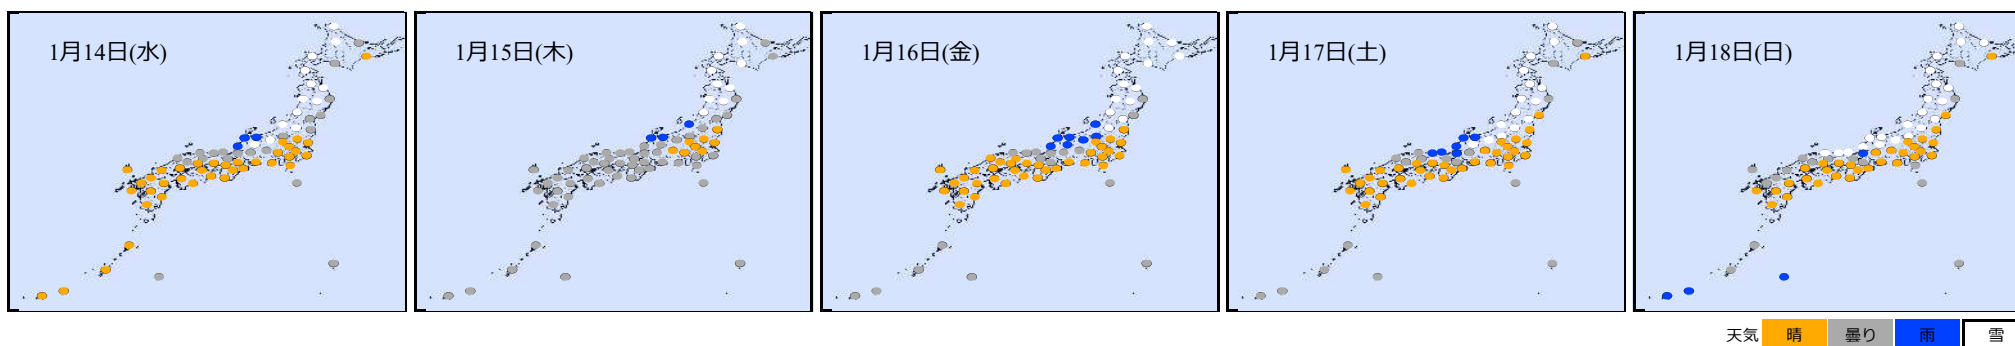 1月14日(水)
1月15日(木)
1月16日(金)
1月17日(土)
1月18日(日)
天気 晴 曇り 雨 雪